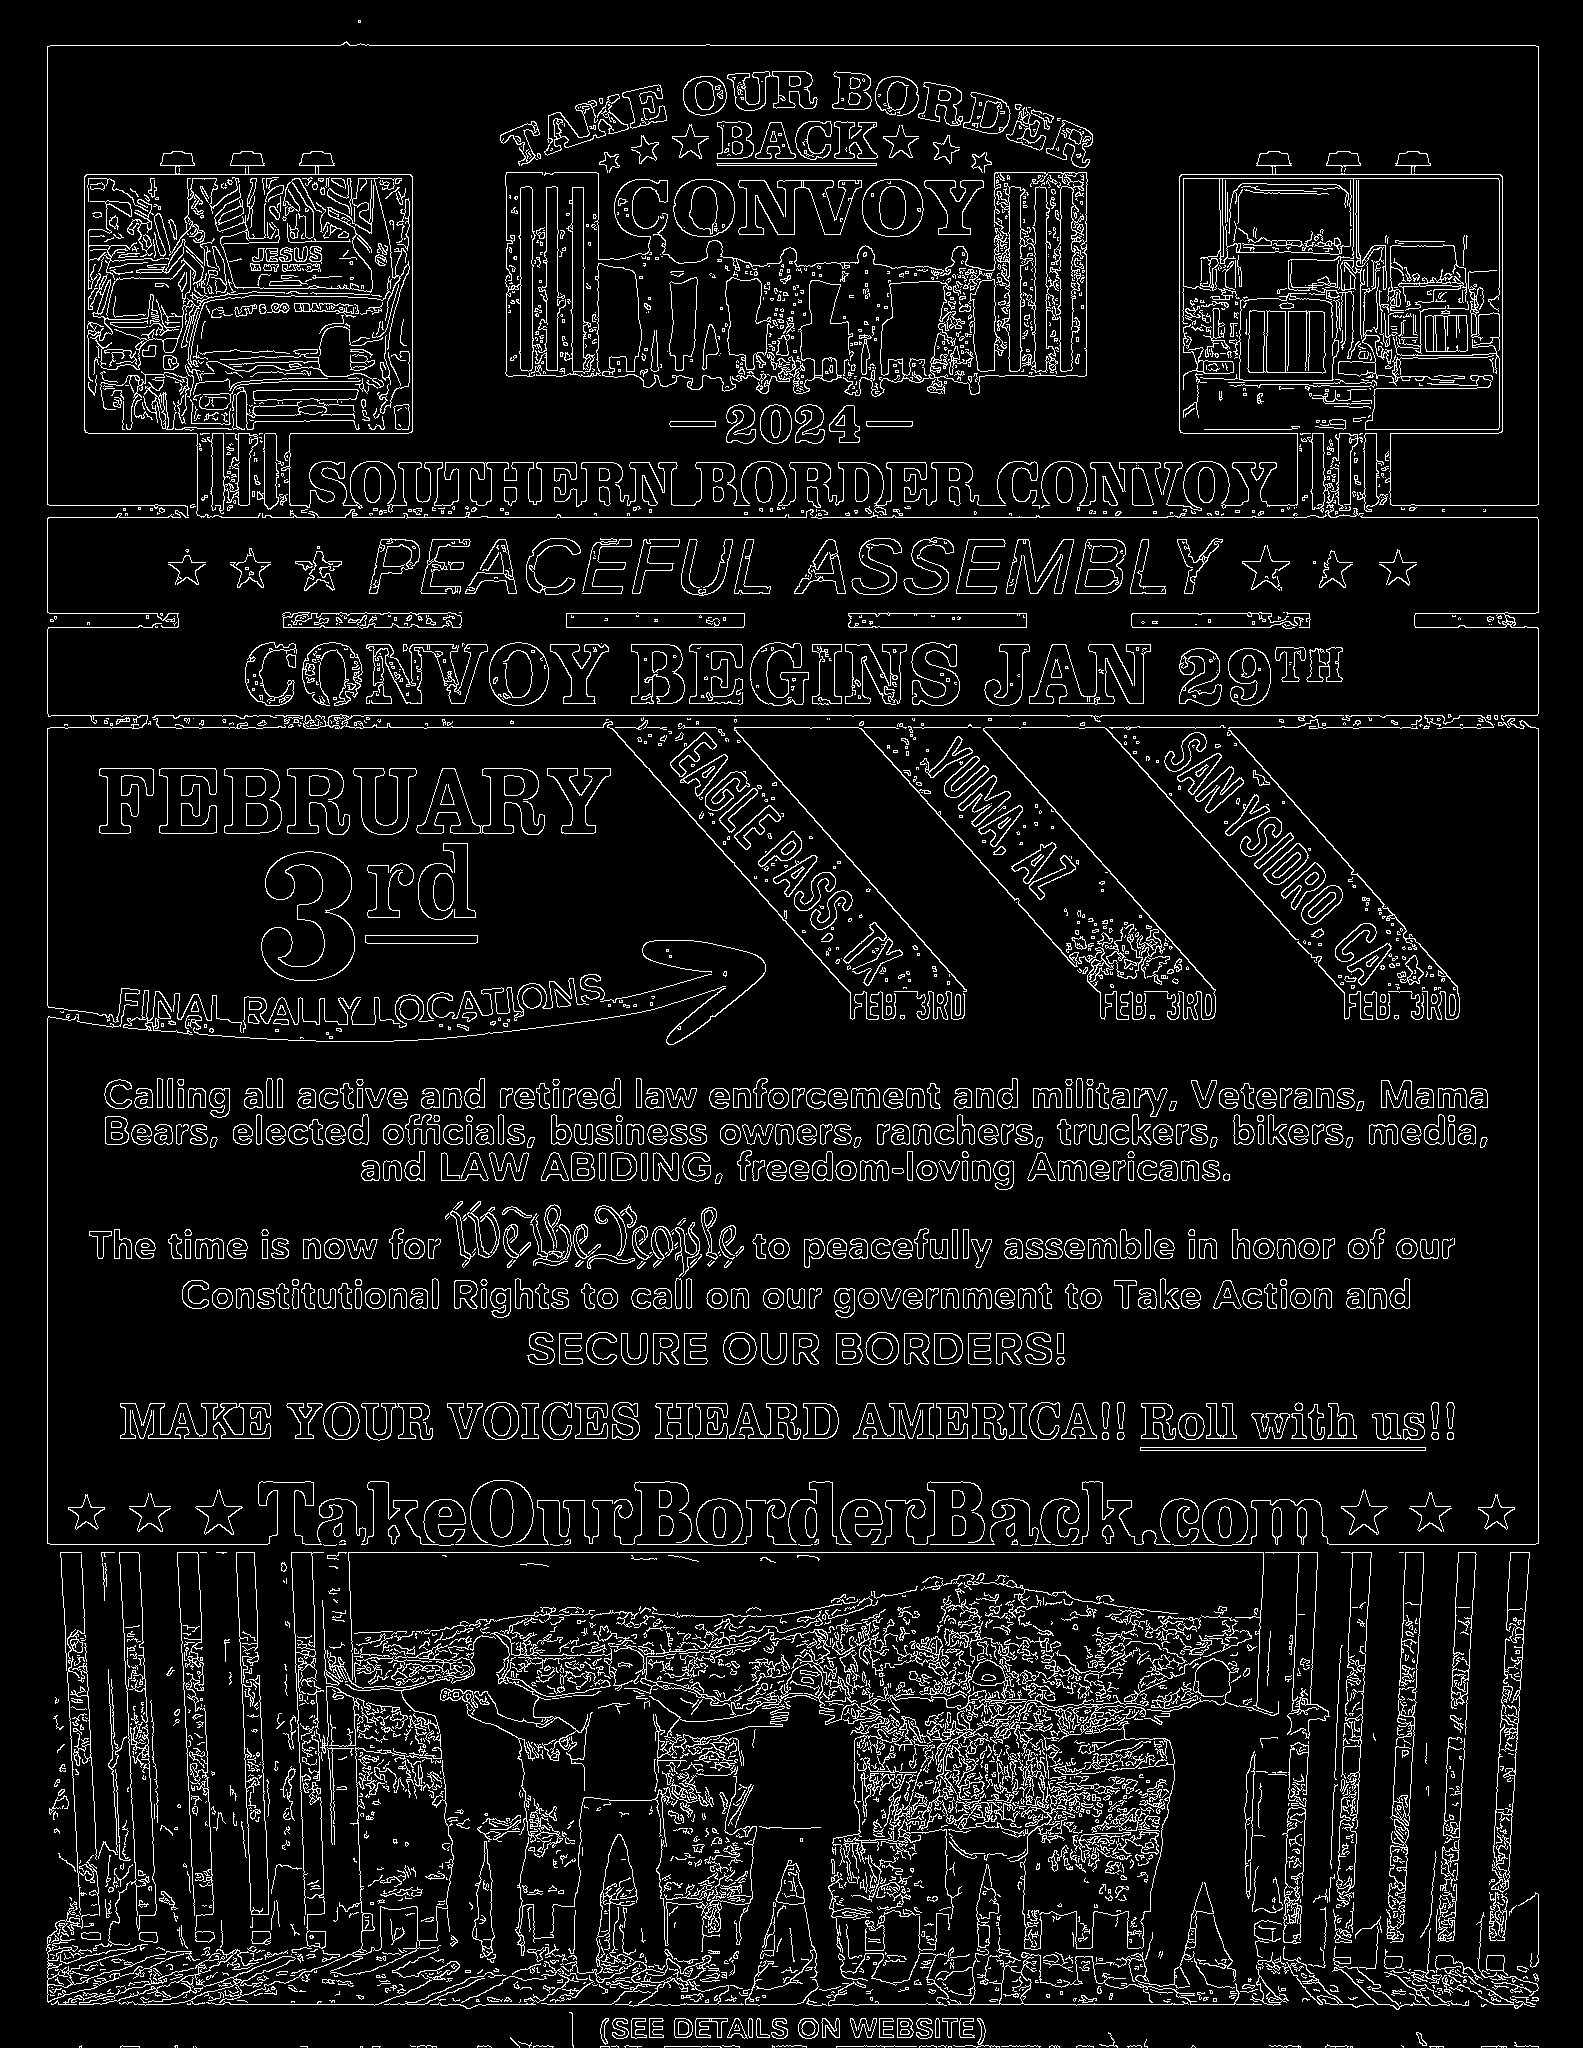 TAKE OUR BORDER
BACK
CONVOY
JESUS
LET'S GO BRANDON
2024
SOUTHERN BORDER CONVOY
PEACEFUL ASSEMBLY
CONVOY BEGINS JAN 29TH
FEBRUARY
3rd
FINAL RALLY LOCATIONS
EAGLE PASS, TX
FEB. 3RD
YUMA, AZ
FEB. 3RD
SAN YSIDRO, CA
FEB. 3RD
Calling all active and retired law enforcement and military, Veterans, Mama
Bears, elected officials, business owners, ranchers, truckers, bikers, media,
and LAW ABIDING, freedom-loving Americans.
The time is now for We the People to peacefully assemble in honor of our
Constitutional Rights to call on our government to Take Action and
SECURE OUR BORDERS!
MAKE YOUR VOICES HEARD AMERICA!! Roll with us!!
TakeOurBorderBack.com
(SEE DETAILS ON WEBSITE)